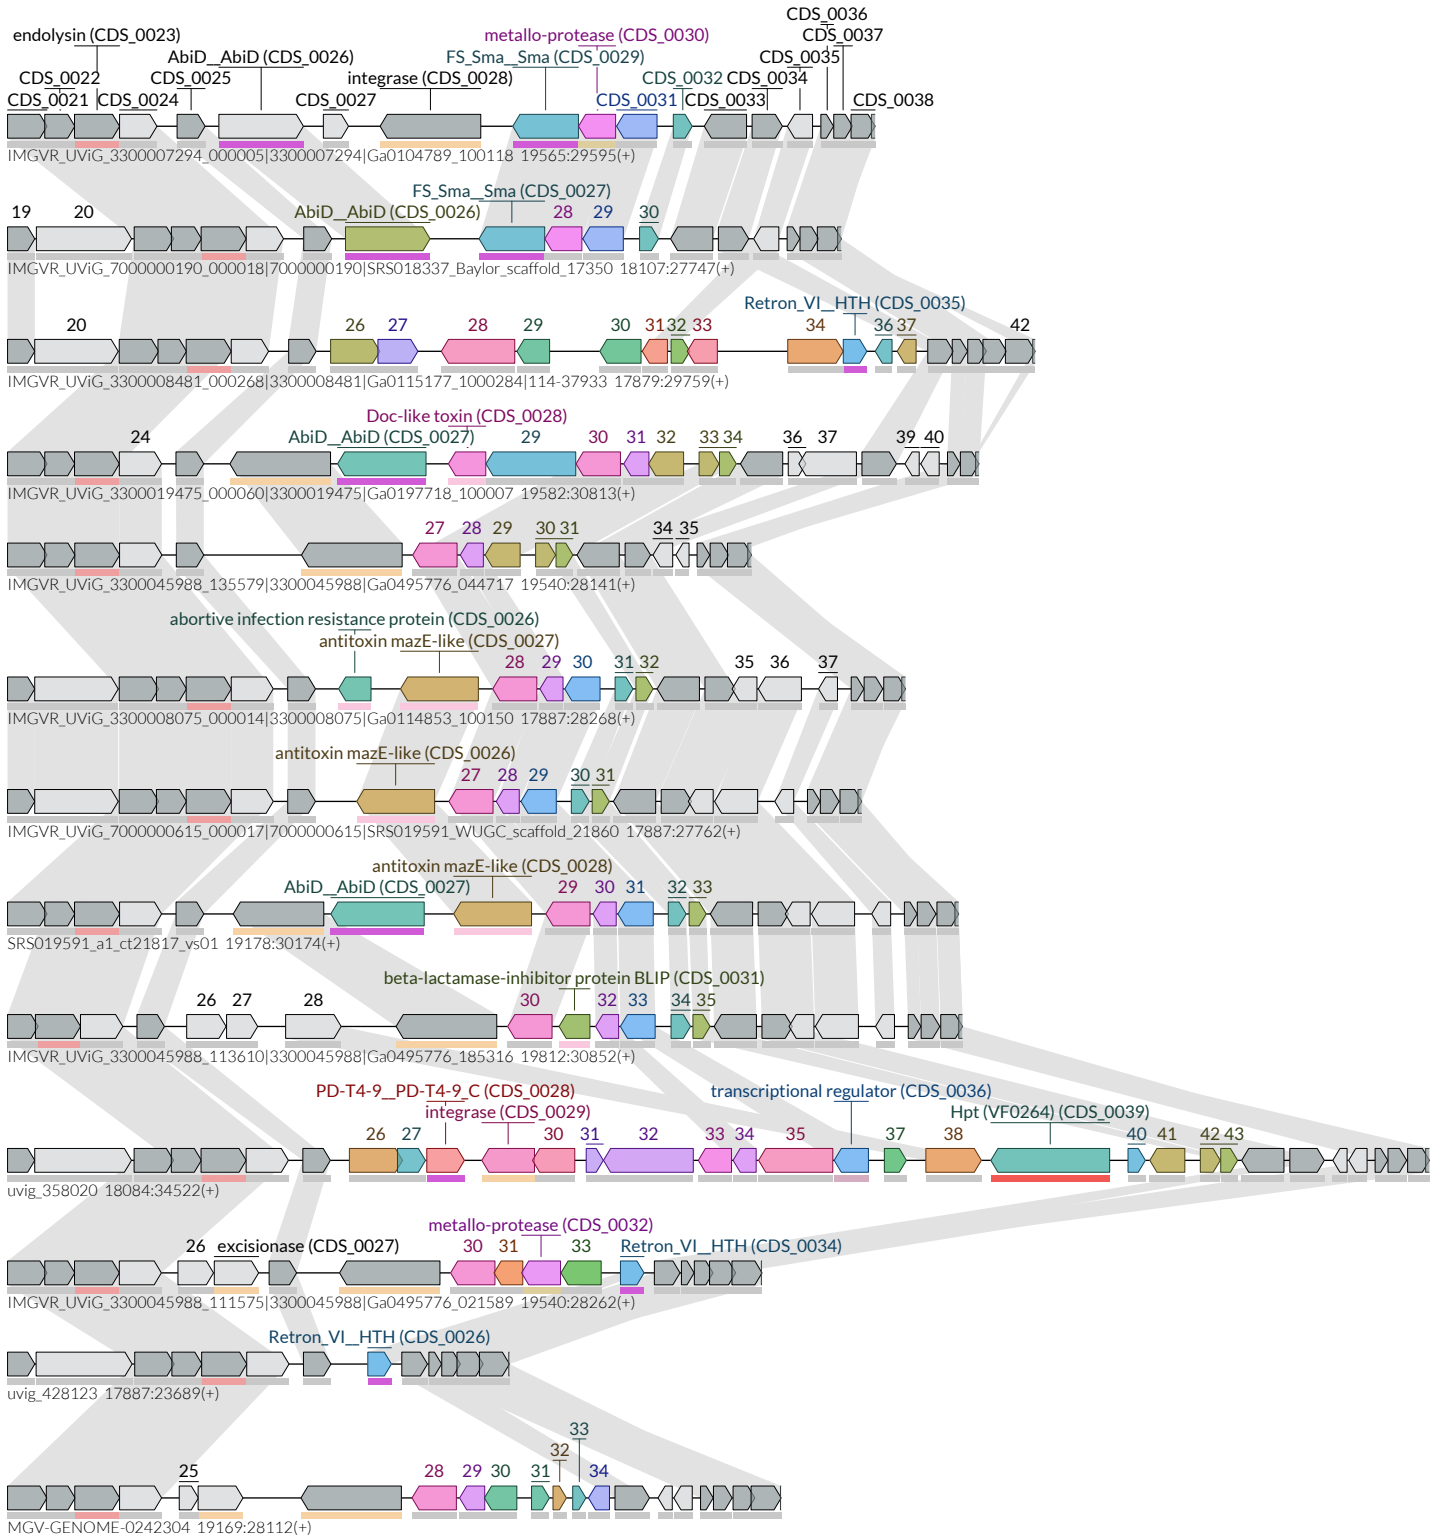 CDS_0036
endolysin (CDS_0023) metallo-protease (CDS_0030) CDS_0037
AbiD__AbiD (CDS_0026) FS_Sma__Sma (CDS_0029) CDS_0035
CDS_0022 CDS_0025 integrase (CDS_0028) CDS_0032 CDS_0034
CDS_0021 CDS_0024 CDS_0027 CDS_0031 CDS_0033 CDS_0038
IMGVR_UViG_3300007294_000005|3300007294|Ga0104789_100118 19565:29595(+)
FS_Sma__Sma (CDS_0027)
19 20 AbiD__AbiD (CDS_0026) 28 29 30
IMGVR_UViG_7000000190_000018|7000000190|SRS018337_Baylor_scaffold_17350 18107:27747(+)
Retron_VI__HTH (CDS_0035)
20 26 27 28 29 30 31 32 33 34 36 37 42
IMGVR_UViG_3300008481_000268|3300008481|Ga0115177_1000284|114-37933 17879:29759(+)
Doc-like toxin (CDS_0028)
24 AbiD__AbiD (CDS_0027) 29 30 31 32 33 34 36 37 39 40
IMGVR_UViG_3300019475_000060|3300019475|Ga0197718_100007 19582:30813(+)
27 28 29 30 31 34 35
IMGVR_UViG_3300045988_135579|3300045988|Ga0495776_044717 19540:28141(+)
abortive infection resistance protein (CDS_0026)
antitoxin mazE-like (CDS_0027)
28 29 30 31 32 35 36 37
IMGVR_UViG_3300008075_000014|3300008075|Ga0114853_100150 17887:28268(+)
antitoxin mazE-like (CDS_0026)
27 28 29 30 31
IMGVR_UViG_7000000615_000017|7000000615|SRS019591_WUGC_scaffold_21860 17887:27762(+)
antitoxin mazE-like (CDS_0028)
AbiD__AbiD (CDS_0027) 29 30 31 32 33
SRS019591_a1_ct21817_vs01 19178:30174(+)
beta-lactamase-inhibitor protein BLIP (CDS_0031)
26 27 28 30 32 33 34 35
IMGVR_UViG_3300045988_113610|3300045988|Ga0495776_185316 19812:30852(+)
PD-T4-9__PD-T4-9_C (CDS_0028) transcriptional regulator (CDS_0036)
integrase (CDS_0029) Hpt (VF0264) (CDS_0039)
26 27 30 31 32 33 34 35 37 38 40 41 42 43
uvig_358020 18084:34522(+)
metallo-protease (CDS_0032)
26 excisionase (CDS_0027) 30 31 33 Retron_VI__HTH (CDS_0034)
IMGVR_UViG_3300045988_111575|3300045988|Ga0495776_021589 19540:28262(+)
Retron_VI__HTH (CDS_0026)
uvig_428123 17887:23689(+)
33
32
25 28 29 30 31 34
MGV-GENOME-0242304 19169:28112(+)